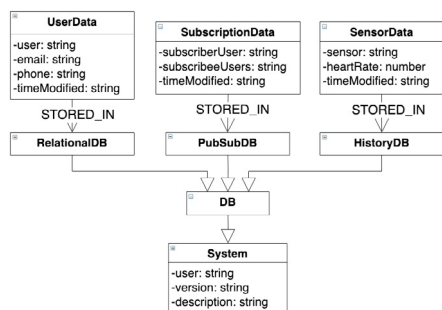 UserData
-user: string
-email: string
-phone: string
-timeModified: string
SubscriptionData
-subscriberUser: string
-subscribeeUsers: string
-timeModified: string
SensorData
-sensor: string
-heartRate: number
-timeModified: string
STORED_IN
STORED_IN
STORED_IN
RelationalDB
PubSubDB
HistoryDB
DB
System
-user: string
-version: string
-description: string